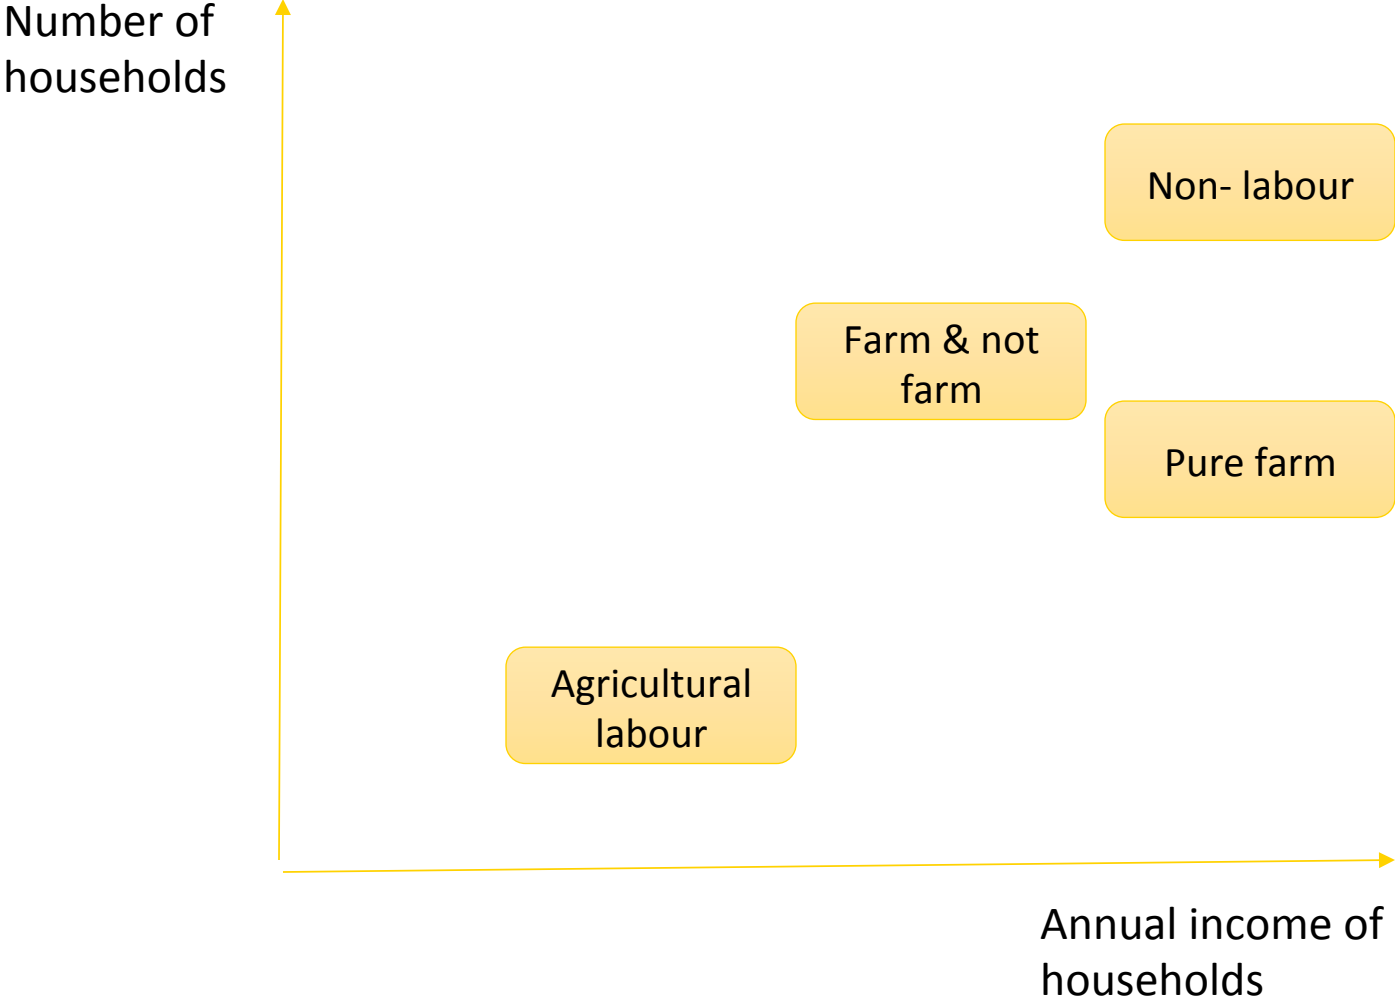 Number of
households
Non- labour
Farm & not
farm
Pure farm
Agricultural
labour
Annual income of
households